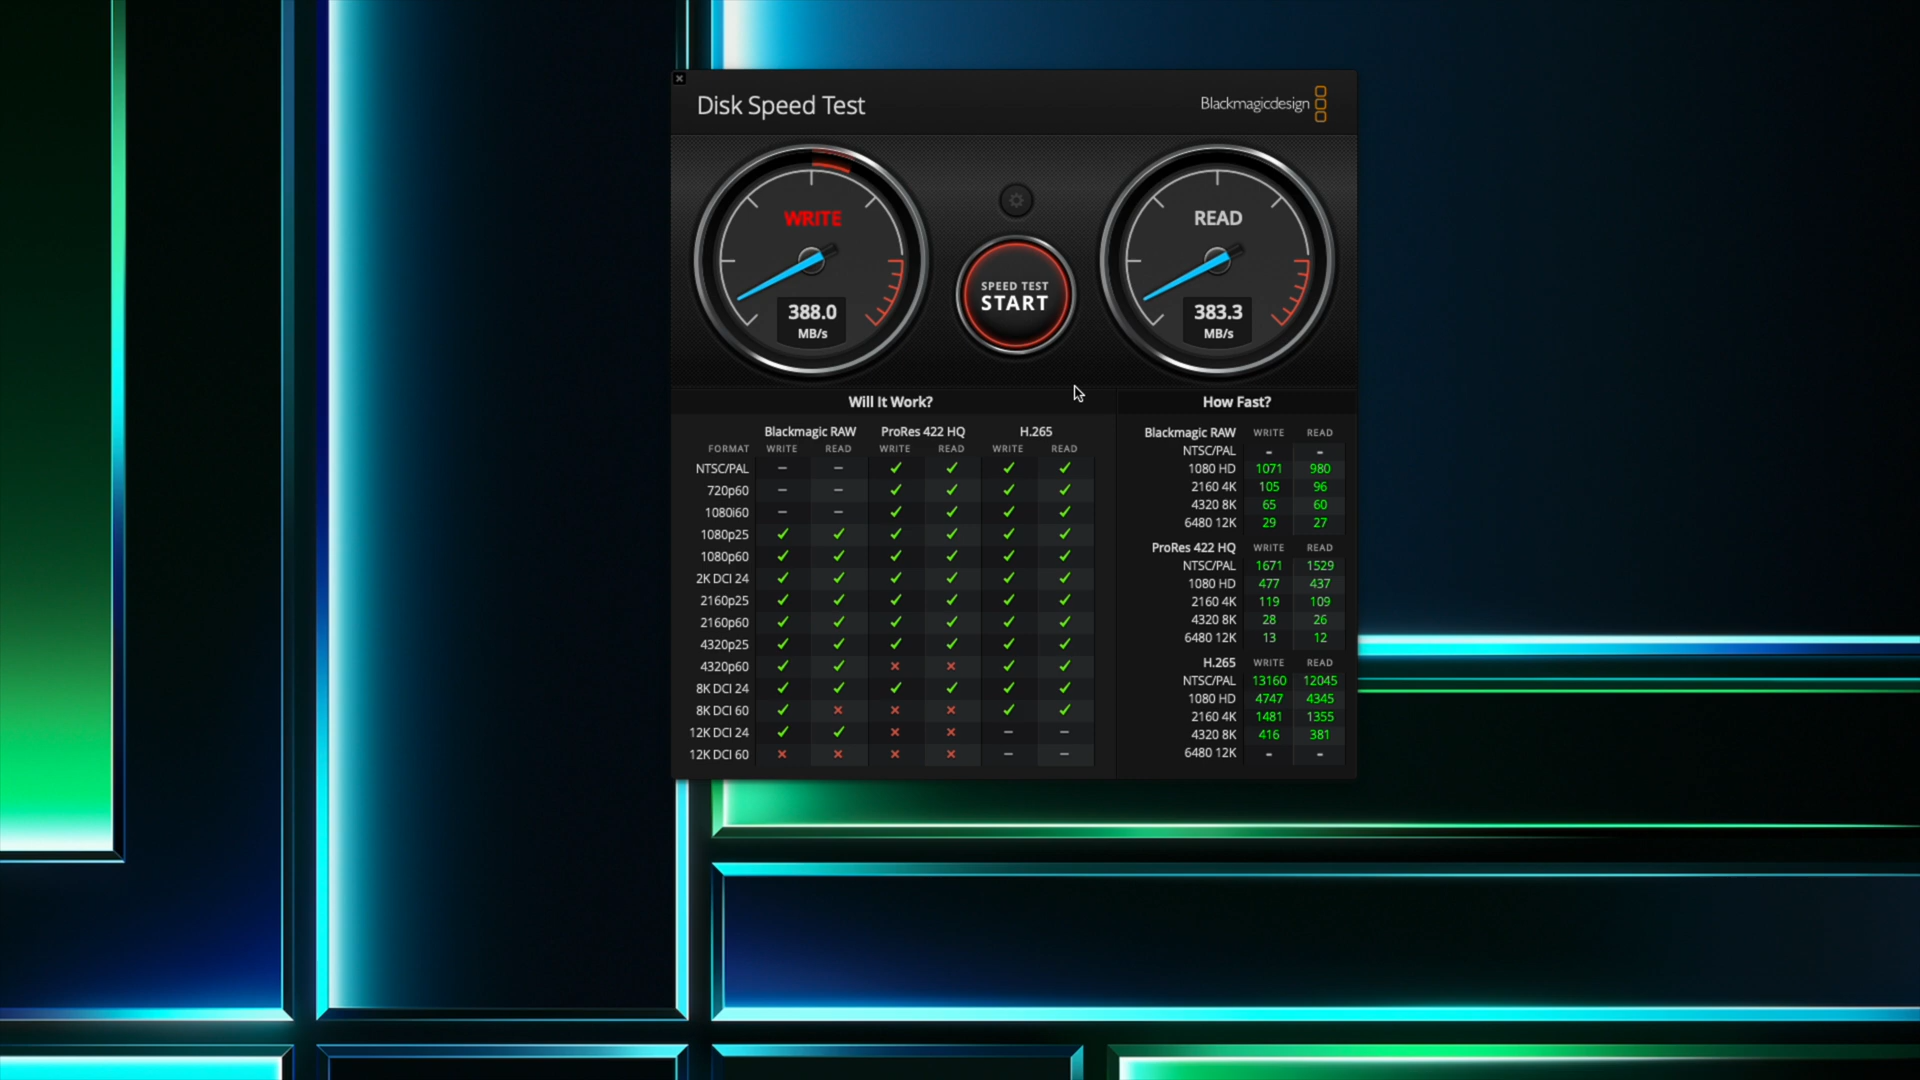 Disk Speed Test
Blackmagicdesign
WRITE
388.0
MB/s
SPEED TEST
START
READ
383.3
MB/s
Will It Work?
Blackmagic RAW ProRes 422 HQ H.265
FORMAT WRITE READ WRITE READ WRITE READ
NTSC/PAL – – ✓ ✓ ✓ ✓
720p60 – – ✓ ✓ ✓ ✓
1080i60 – – ✓ ✓ ✓ ✓
1080p25 ✓ ✓ ✓ ✓ ✓ ✓
1080p60 ✓ ✓ ✓ ✓ ✓ ✓
2K DCI 24 ✓ ✓ ✓ ✓ ✓ ✓
2160p25 ✓ ✓ ✓ ✓ ✓ ✓
2160p60 ✓ ✓ ✓ ✓ ✓ ✓
4320p25 ✓ ✓ ✓ ✓ ✓ ✓
4320p60 ✓ ✓ × × ✓ ✓
8K DCI 24 ✓ ✓ ✓ ✓ ✓ ✓
8K DCI 60 ✓ × × × ✓ ✓
12K DCI 24 ✓ ✓ × × – –
12K DCI 60 × × × × – –
How Fast?
Blackmagic RAW WRITE READ
NTSC/PAL - -
1080 HD 1071 980
2160 4K 105 96
4320 8K 65 60
6480 12K 29 27
ProRes 422 HQ WRITE READ
NTSC/PAL 1671 1529
1080 HD 477 437
2160 4K 119 109
4320 8K 28 26
6480 12K 13 12
H.265 WRITE READ
NTSC/PAL 13160 12045
1080 HD 4747 4345
2160 4K 1481 1355
4320 8K 416 381
6480 12K - -